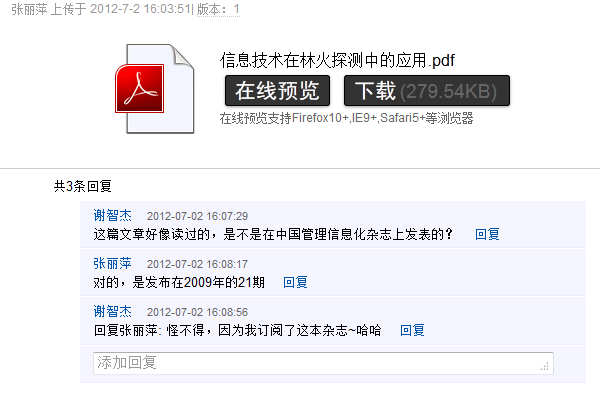 张丽萍 上传于 2012-7-2 16:03:51| 版本：1
信息技术在林火探测中的应用.pdf
在线预览 下载(279.54KB)
在线预览支持Firefox10+,IE9+,Safari5+等浏览器
共3条回复
谢智杰 2012-07-02 16:07:29
这篇文章好像读过的，是不是在中国管理信息化杂志上发表的？ 回复
张丽萍 2012-07-02 16:08:17
对的，是发布在2009年的21期 回复
谢智杰 2012-07-02 16:08:56
回复张丽萍: 怪不得，因为我订阅了这本杂志~哈哈 回复
添加回复